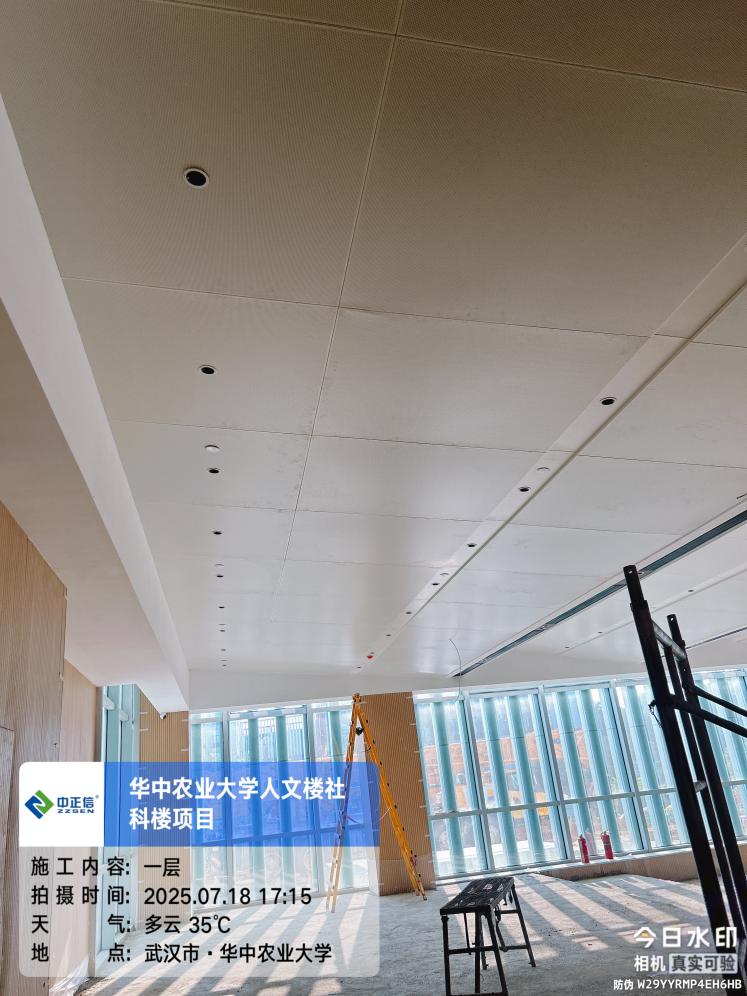 中正信®
ZZSEN
华中农业大学人文楼社
科楼项目
施工内容: 一层
拍摄时间: 2025.07.18 17:15
天气: 多云 35℃
地点: 武汉市·华中农业大学
今日水印
相机 真实可验
防伪 W29YYRMP4EH6HB